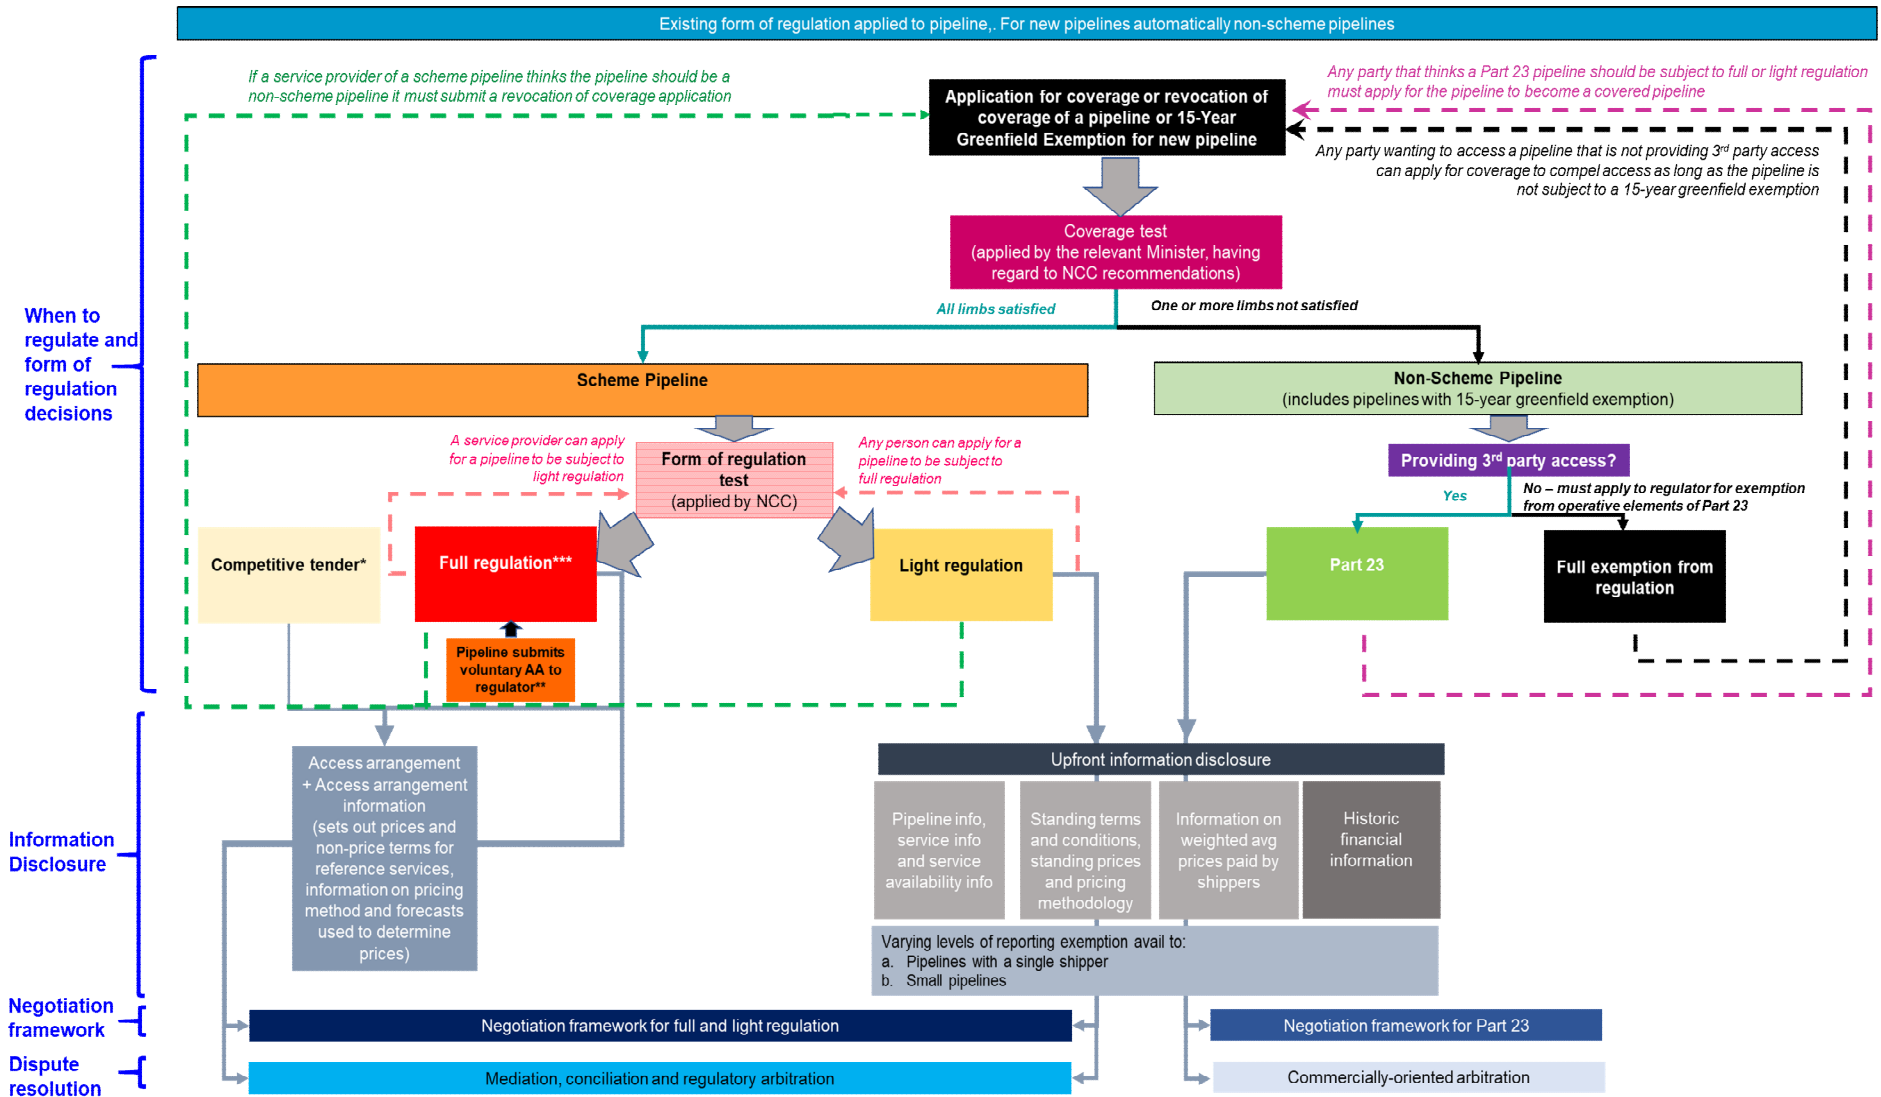 Existing form of regulation applied to pipeline,. For new pipelines automatically non-scheme pipelines
If a service provider of a scheme pipeline thinks the pipeline should be a
non-scheme pipeline it must submit a revocation of coverage application
Application for coverage or revocation of
coverage of a pipeline or 15-Year
Greenfield Exemption for new pipeline
Any party that thinks a Part 23 pipeline should be subject to full or light regulation
must apply for the pipeline to become a covered pipeline
Any party wanting to access a pipeline that is not providing 3rd party access
can apply for coverage to compel access as long as the pipeline is
not subject to a 15-year greenfield exemption
Coverage test
(applied by the relevant Minister, having
regard to NCC recommendations)
All limbs satisfied
One or more limbs not satisfied
When to
regulate and
form of
regulation
decisions
Scheme Pipeline
Non-Scheme Pipeline
(includes pipelines with 15-year greenfield exemption)
A service provider can apply
for a pipeline to be subject to
light regulation
Form of regulation
test
(applied by NCC)
Any person can apply for a
pipeline to be subject to
full regulation
Providing 3rd party access?
Yes
No – must apply to regulator for exemption
from operative elements of Part 23
Competitive tender*
Full regulation***
Light regulation
Part 23
Full exemption from
regulation
Pipeline submits
voluntary AA to
regulator**
Information
Disclosure
Access arrangement
+ Access arrangement
information
(sets out prices and
non-price terms for
reference services,
information on pricing
method and forecasts
used to determine
prices)
Upfront information disclosure
Pipeline info,
service info
and service
availability info
Standing terms
and conditions,
standing prices
and pricing
methodology
Information on
weighted avg
prices paid by
shippers
Historic
financial
information
Varying levels of reporting exemption avail to:
a. Pipelines with a single shipper
b. Small pipelines
Negotiation
framework
Negotiation framework for full and light regulation
Negotiation framework for Part 23
Dispute
resolution
Mediation, conciliation and regulatory arbitration
Commercially-oriented arbitration